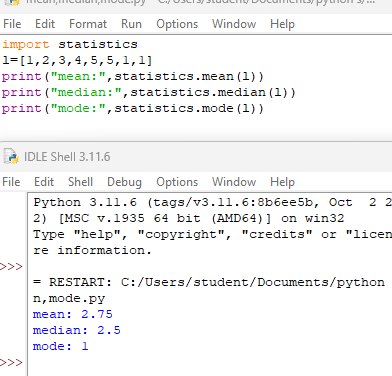 mean,median,mode.py - C:/Users/student/Documents/python
File Edit Format Run Options Window Help
import statistics
l=[1,2,3,4,5,5,1,1]
print("mean:",statistics.mean(l))
print("median:",statistics.median(l))
print("mode:",statistics.mode(l))
IDLE Shell 3.11.6
File Edit Shell Debug Options Window Help
Python 3.11.6 (tags/v3.11.6:8b6ee5b, Oct 2 2
2) [MSC v.1935 64 bit (AMD64)] on win32
Type "help", "copyright", "credits" or "licen
re information.
>>>
= RESTART: C:/Users/student/Documents/python
n,mode.py
mean: 2.75
median: 2.5
mode: 1
>>>